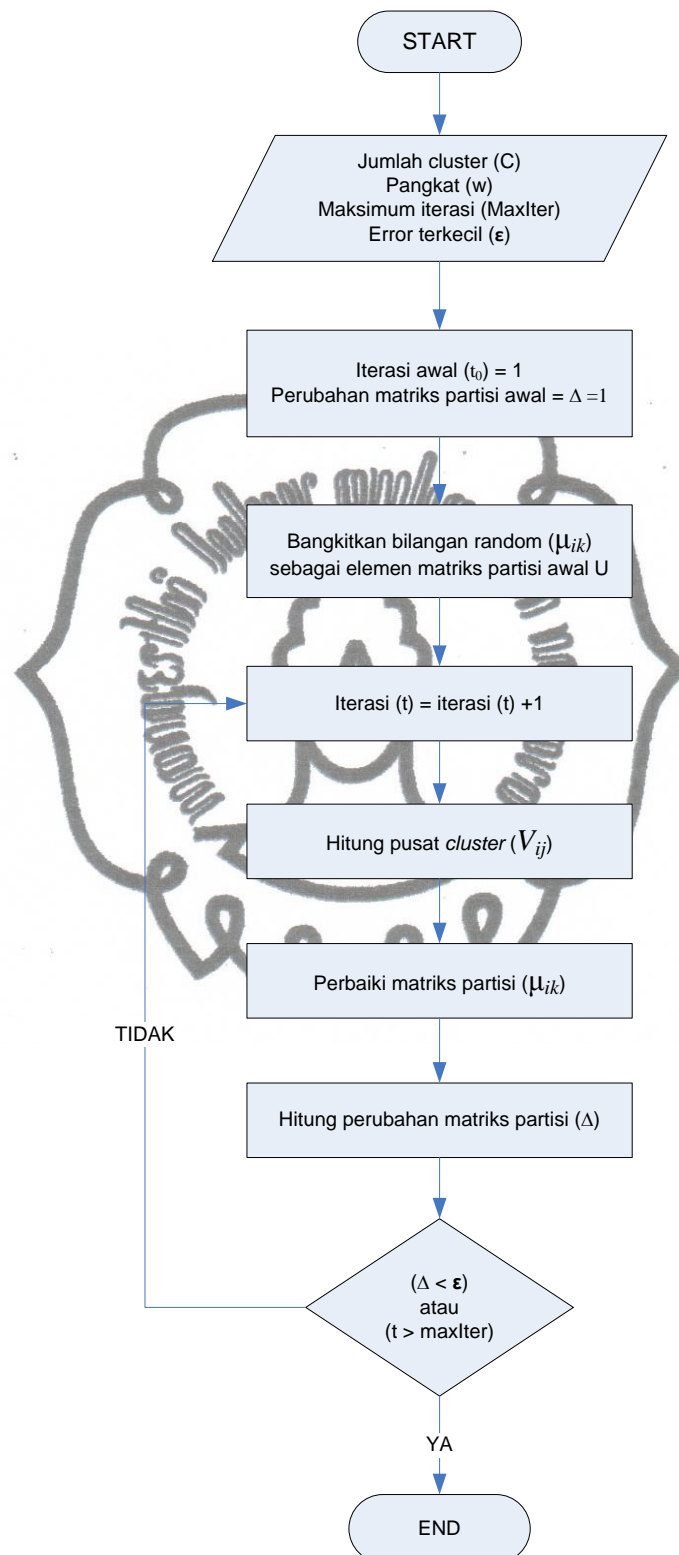 START
Jumlah cluster (C)
Pangkat (w)
Maksimum iterasi (MaxIter)
Error terkecil (ε)
Iterasi awal (t₀) = 1
Perubahan matriks partisi awal = Δ =1
Bangkitkan bilangan random (μik)
sebagai elemen matriks partisi awal U
Iterasi (t) = iterasi (t) +1
Hitung pusat cluster (Vij)
Perbaiki matriks partisi (μik)
TIDAK
Hitung perubahan matriks partisi (Δ)
(Δ < ε)
atau
(t > maxIter)
YA
END